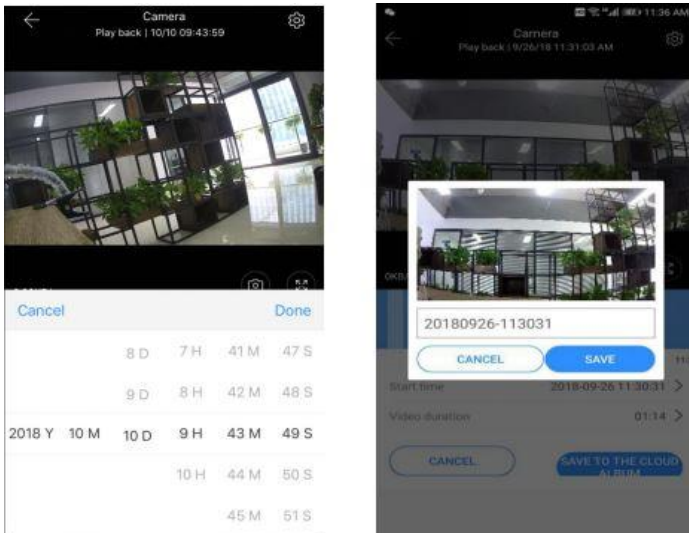 Camera
Play back | 10/10 09:43:59
Cancel
Done
8 D 7 H 41 M 47 S
9 D 8 H 42 M 48 S
2018 Y 10 M 10 D 9 H 43 M 49 S
10 H 44 M 50 S
45 M 51 S
11:36 AM
Camera
Play back | 9/26/18 11:31:03 AM
20180926-113031
CANCEL
SAVE
Start time
2018-09-26 11:30:31 >
Video duration
01:14 >
CANCEL
SAVE TO THE CLOUD
ALBUM